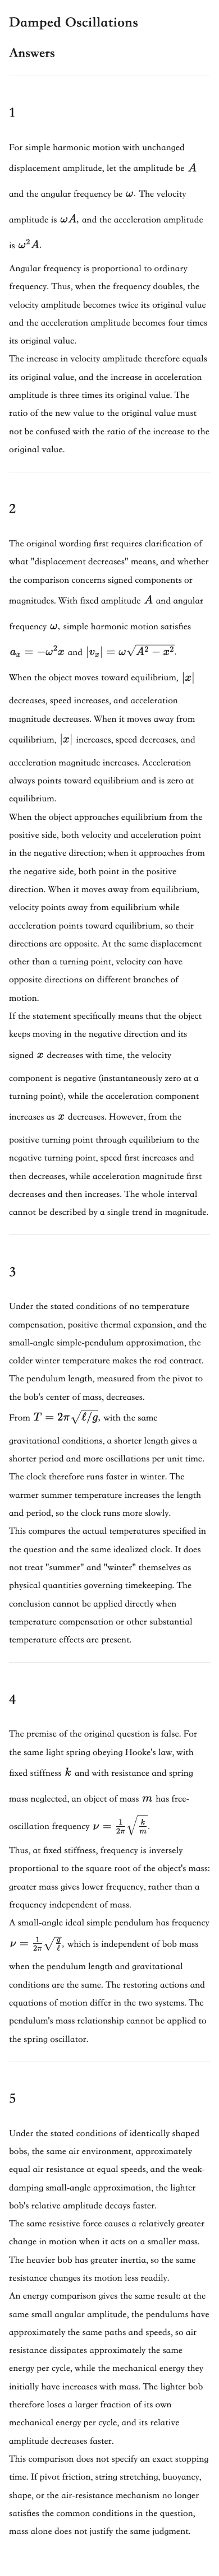 Damped Oscillations
Answers
1
For simple harmonic motion with unchanged
displacement amplitude, let the amplitude be A
and the angular frequency be ω. The velocity
amplitude is ωA, and the acceleration amplitude
is ω²A.
Angular frequency is proportional to ordinary
frequency. Thus, when the frequency doubles, the
velocity amplitude becomes twice its original value
and the acceleration amplitude becomes four times
its original value.
The increase in velocity amplitude therefore equals
its original value, and the increase in acceleration
amplitude is three times its original value. The
ratio of the new value to the original value must
not be confused with the ratio of the increase to the
original value.
2
The original wording first requires clarification of
what "displacement decreases" means, and whether
the comparison concerns signed components or
magnitudes. With fixed amplitude A and angular
frequency ω, simple harmonic motion satisfies
aₓ = −ω²x and |vₓ| = ω√(A² − x²).
When the object moves toward equilibrium, |x|
decreases, speed increases, and acceleration
magnitude decreases. When it moves away from
equilibrium, |x| increases, speed decreases, and
acceleration magnitude increases. Acceleration
always points toward equilibrium and is zero at
equilibrium.
When the object approaches equilibrium from the
positive side, both velocity and acceleration point
in the negative direction; when it approaches from
the negative side, both point in the positive
direction. When it moves away from equilibrium,
velocity points away from equilibrium while
acceleration points toward equilibrium, so their
directions are opposite. At the same displacement
other than a turning point, velocity can have
opposite directions on different branches of
motion.
If the statement specifically means that the object
keeps moving in the negative direction and its
signed x decreases with time, the velocity
component is negative (instantaneously zero at a
turning point), while the acceleration component
increases as x decreases. However, from the
positive turning point through equilibrium to the
negative turning point, speed first increases and
then decreases, while acceleration magnitude first
decreases and then increases. The whole interval
cannot be described by a single trend in magnitude.
3
Under the stated conditions of no temperature
compensation, positive thermal expansion, and the
small-angle simple-pendulum approximation, the
colder winter temperature makes the rod contract.
The pendulum length, measured from the pivot to
the bob's center of mass, decreases.
From T = 2π√(ℓ/g), with the same
gravitational conditions, a shorter length gives a
shorter period and more oscillations per unit time.
The clock therefore runs faster in winter. The
warmer summer temperature increases the length
and period, so the clock runs more slowly.
This compares the actual temperatures specified in
the question and the same idealized clock. It does
not treat "summer" and "winter" themselves as
physical quantities governing timekeeping. The
conclusion cannot be applied directly when
temperature compensation or other substantial
temperature effects are present.
4
The premise of the original question is false. For
the same light spring obeying Hooke's law, with
fixed stiffness k and with resistance and spring
mass neglected, an object of mass m has free-
oscillation frequency ν = 1/2π √(k/m).
Thus, at fixed stiffness, frequency is inversely
proportional to the square root of the object's mass:
greater mass gives lower frequency, rather than a
frequency independent of mass.
A small-angle ideal simple pendulum has frequency
ν = 1/2π √(g/ℓ), which is independent of bob mass
when the pendulum length and gravitational
conditions are the same. The restoring actions and
equations of motion differ in the two systems. The
pendulum's mass relationship cannot be applied to
the spring oscillator.
5
Under the stated conditions of identically shaped
bobs, the same air environment, approximately
equal air resistance at equal speeds, and the weak-
damping small-angle approximation, the lighter
bob's relative amplitude decays faster.
The same resistive force causes a relatively greater
change in motion when it acts on a smaller mass.
The heavier bob has greater inertia, so the same
resistance changes its motion less readily.
An energy comparison gives the same result: at the
same small angular amplitude, the pendulums have
approximately the same paths and speeds, so air
resistance dissipates approximately the same
energy per cycle, while the mechanical energy they
initially have increases with mass. The lighter bob
therefore loses a larger fraction of its own
mechanical energy per cycle, and its relative
amplitude decreases faster.
This comparison does not specify an exact stopping
time. If pivot friction, string stretching, buoyancy,
shape, or the air-resistance mechanism no longer
satisfies the common conditions in the question,
mass alone does not justify the same judgment.